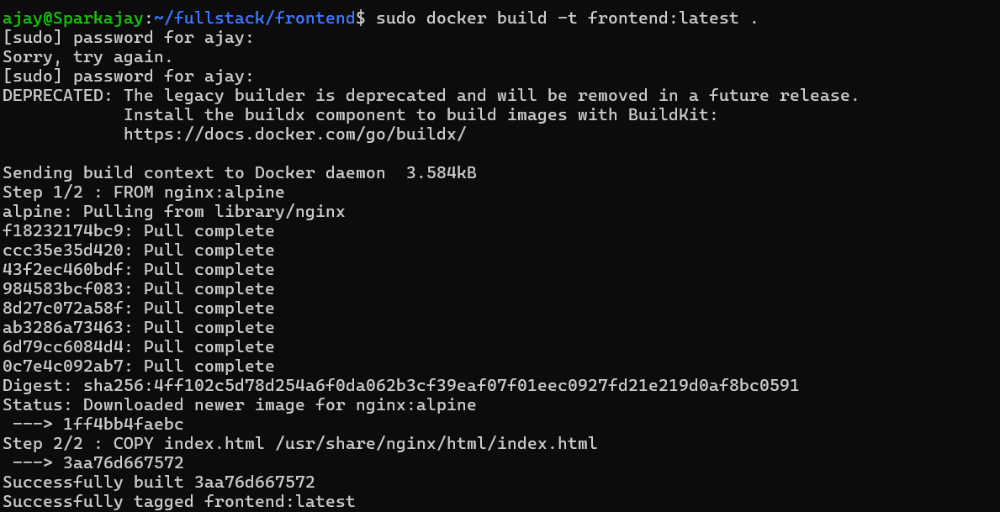 ajay@Sparkajay:~/fullstack/frontend$ sudo docker build -t frontend:latest .
[sudo] password for ajay:
Sorry, try again.
[sudo] password for ajay:
DEPRECATED: The legacy builder is deprecated and will be removed in a future release.
            Install the buildx component to build images with BuildKit:
            https://docs.docker.com/go/buildx/

Sending build context to Docker daemon  3.584kB
Step 1/2 : FROM nginx:alpine
alpine: Pulling from library/nginx
f18232174bc9: Pull complete
ccc35e35d420: Pull complete
43f2ec460bdf: Pull complete
984583bcf083: Pull complete
8d27c072a58f: Pull complete
ab3286a73463: Pull complete
6d79cc6084d4: Pull complete
0c7e4c092ab7: Pull complete
Digest: sha256:4ff102c5d78d254a6f0da062b3cf39eaf07f01eec0927fd21e219d0af8bc0591
Status: Downloaded newer image for nginx:alpine
 ---> 1ff4bb4faebc
Step 2/2 : COPY index.html /usr/share/nginx/html/index.html
 ---> 3aa76d667572
Successfully built 3aa76d667572
Successfully tagged frontend:latest